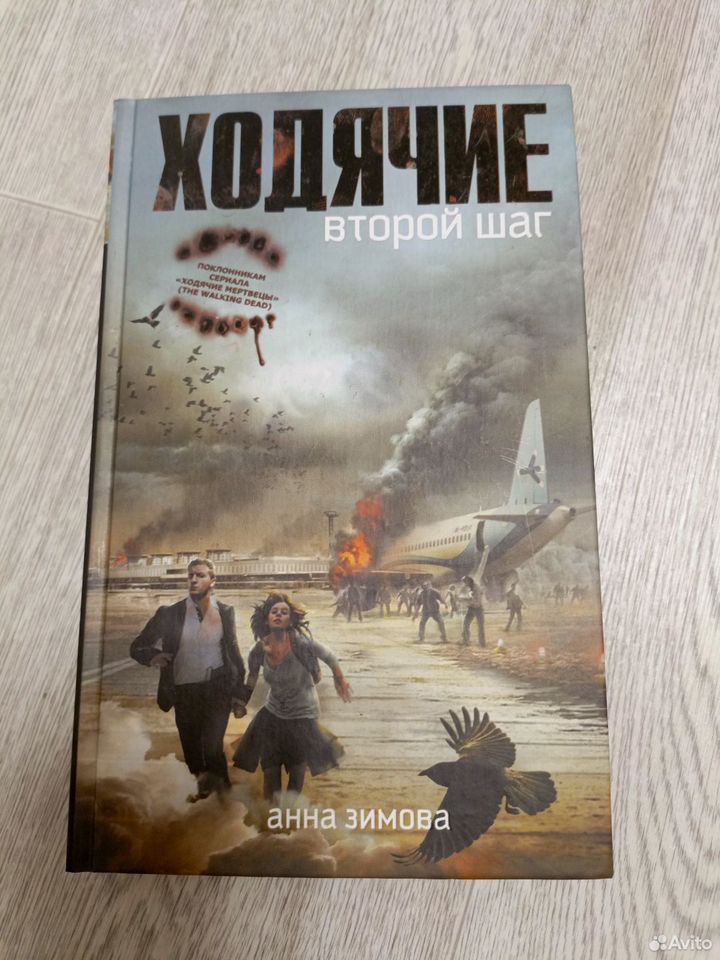 ХОДЯЧИЕ
второй шаг
ПОКЛОННИКАМ
СЕРИАЛА
«ХОДЯЧИЕ МЕРТВЕЦЫ»
(THE WALKING DEAD)
анна зимова
Avito